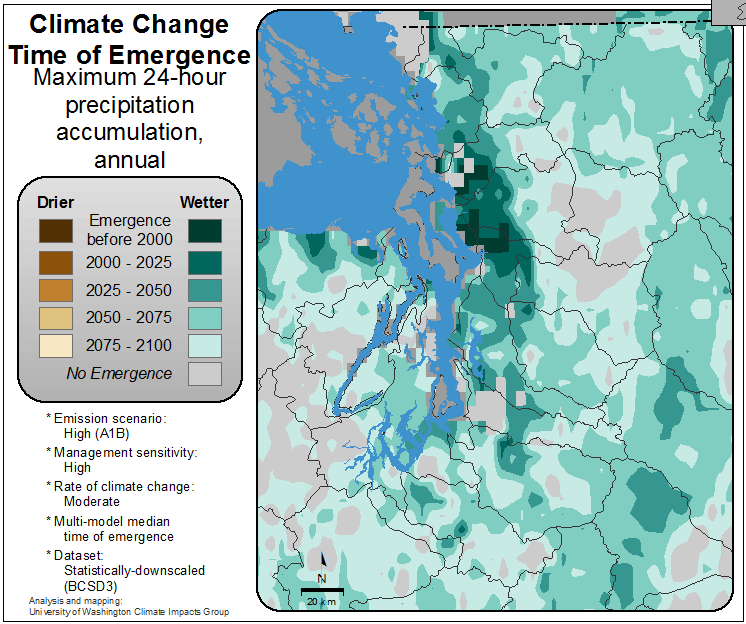 Climate Change
Time of Emergence
Maximum 24-hour
precipitation
accumulation,
annual
Drier
Wetter
Emergence
before 2000
2000 - 2025
2025 - 2050
2050 - 2075
2075 - 2100
No Emergence
* Emission scenario:
High (A1B)
* Management sensitivity:
High
* Rate of climate change:
Moderate
* Multi-model median
time of emergence
* Dataset:
Statistically-downscaled
(BCSD3)
Analysis and mapping:
University of Washington Climate Impacts Group
N
20 km